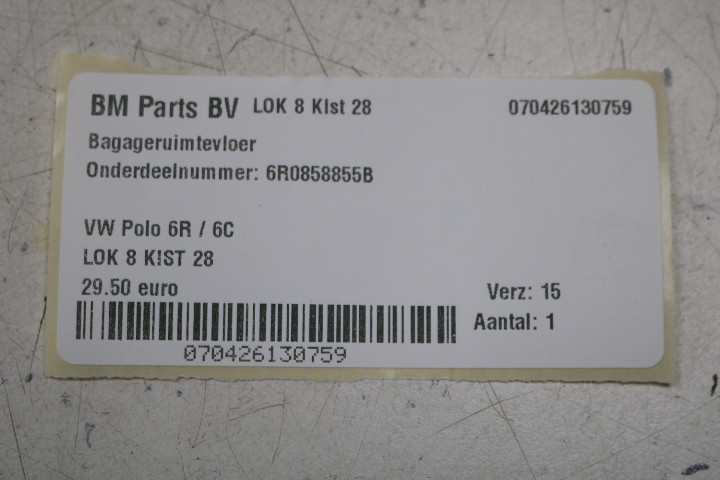 BM Parts BV LOK 8 KIst 28 070426130759
Bagageruimtevloer
Onderdeelnummer: 6R0858855B
VW Polo 6R / 6C
LOK 8 KIST 28
29.50 euro Verz: 15
Aantal: 1
070426130759